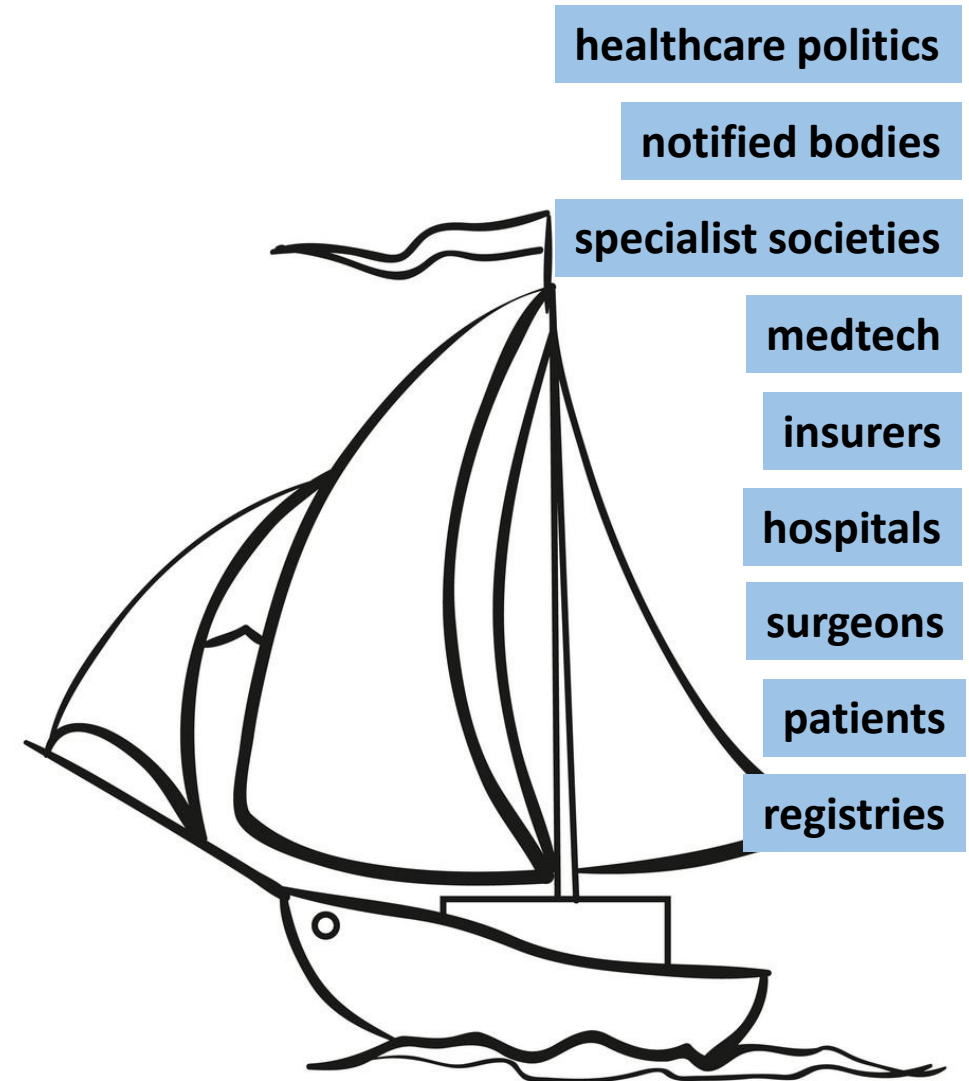 healthcare politics
notified bodies
specialist societies
medtech
insurers
hospitals
surgeons
patients
registries